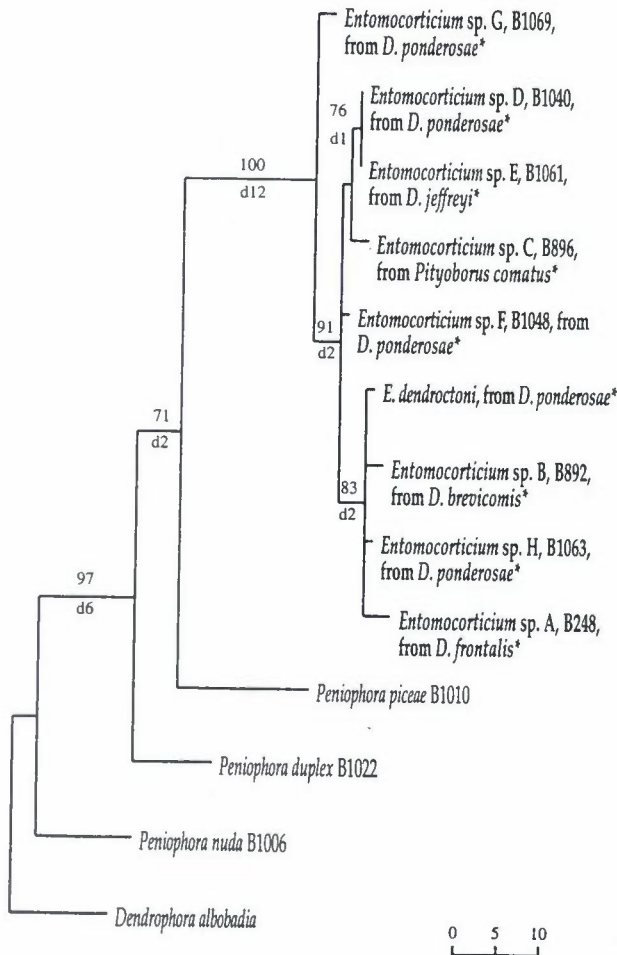 Entomocorticium sp. G, B1069,
from D. ponderosae*
76
d1
Entomocorticium sp. D, B1040,
from D. ponderosae*
100
d12
Entomocorticium sp. E, B1061,
from D. jeffreyi*
Entomocorticium sp. C, B896,
from Pityoborus comatus*
91
d2
Entomocorticium sp. F, B1048, from
D. ponderosae*
E. dendroctoni, from D. ponderosae*
71
d2
83
d2
Entomocorticium sp. B, B892,
from D. brevicomis*
Entomocorticium sp. H, B1063,
from D. ponderosae*
97
d6
Entomocorticium sp. A, B248,
from D. frontalis*
Peniophora piceae B1010
Peniophora duplex B1022
Peniophora nuda B1006
Dendrophora albobadia
0 5 10